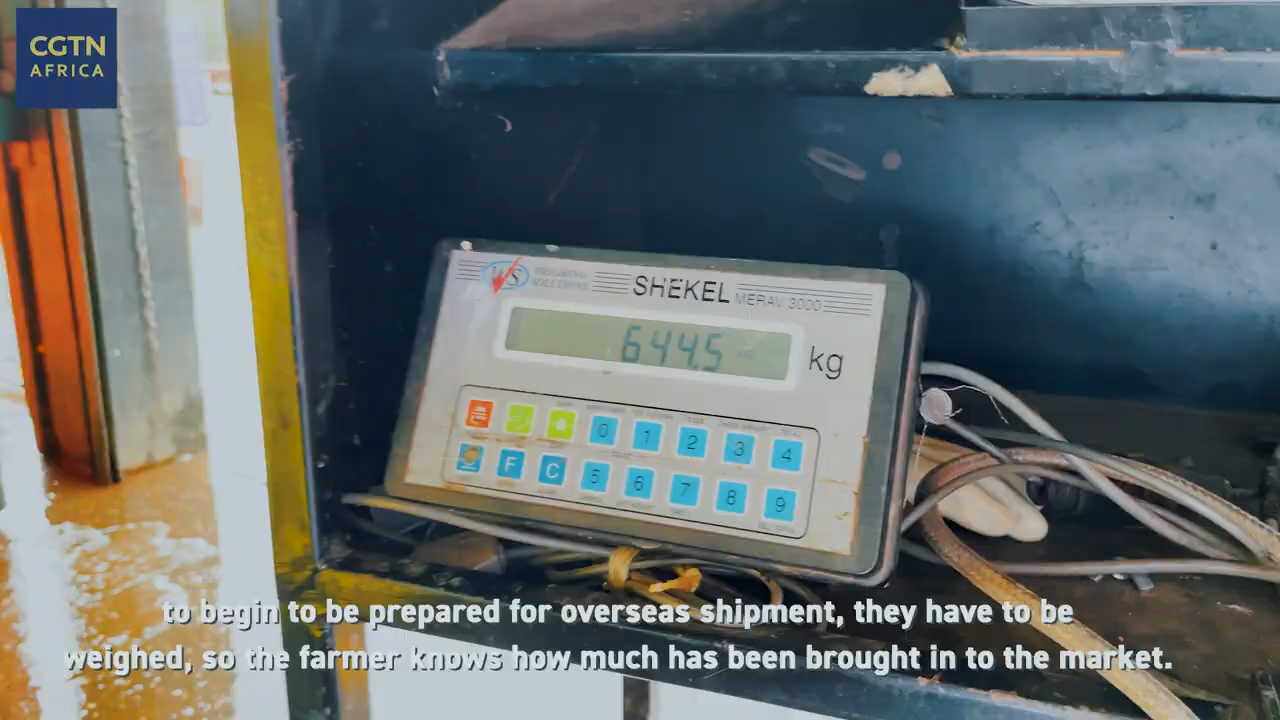 CGTN
AFRICA
WS
SHEKEL MERAV 3000
644.5
kg
0 1 2 3 4
F C 5 6 7 8 9
to begin to be prepared for overseas shipment, they have to be
weighed, so the farmer knows how much has been brought in to the market.